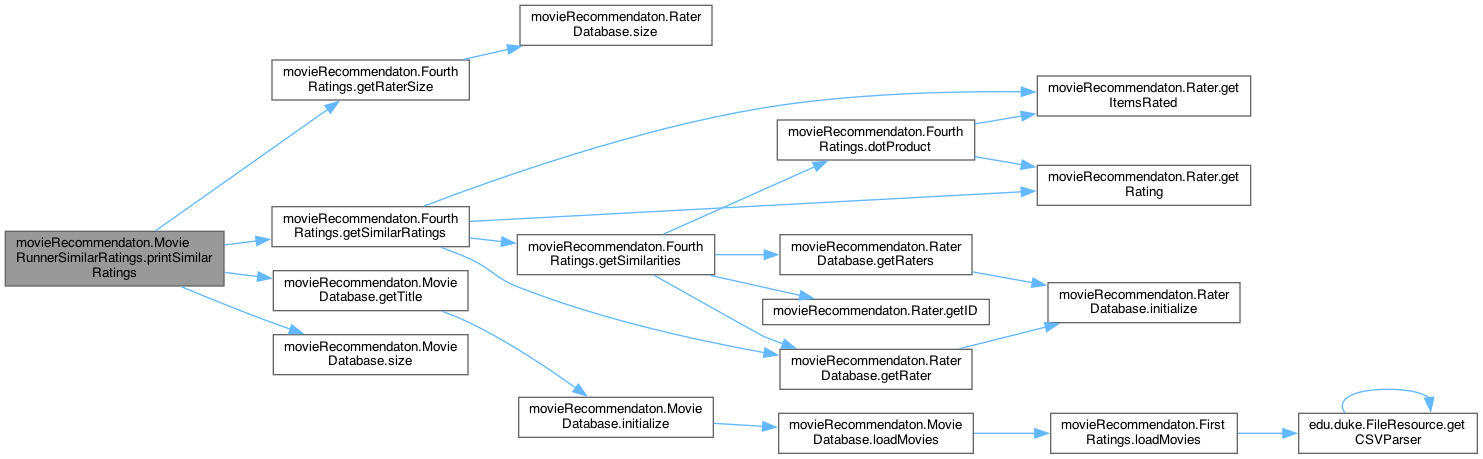 movieRecommendaton.Movie
RunnerSimilarRatings.printSimilar
Ratings
movieRecommendaton.Fourth
Ratings.getRaterSize
movieRecommendaton.Rater
Database.size
movieRecommendaton.Fourth
Ratings.getSimilarRatings
movieRecommendaton.Movie
Database.getTitle
movieRecommendaton.Movie
Database.size
movieRecommendaton.Fourth
Ratings.getSimilarities
movieRecommendaton.Movie
Database.initialize
movieRecommendaton.Fourth
Ratings.dotProduct
movieRecommendaton.Rater
Database.getRaters
movieRecommendaton.Rater.getID
movieRecommendaton.Rater
Database.getRater
movieRecommendaton.Movie
Database.loadMovies
movieRecommendaton.Rater.get
ItemsRated
movieRecommendaton.Rater.get
Rating
movieRecommendaton.Rater
Database.initialize
movieRecommendaton.First
Ratings.loadMovies
edu.duke.FileResource.get
CSVParser